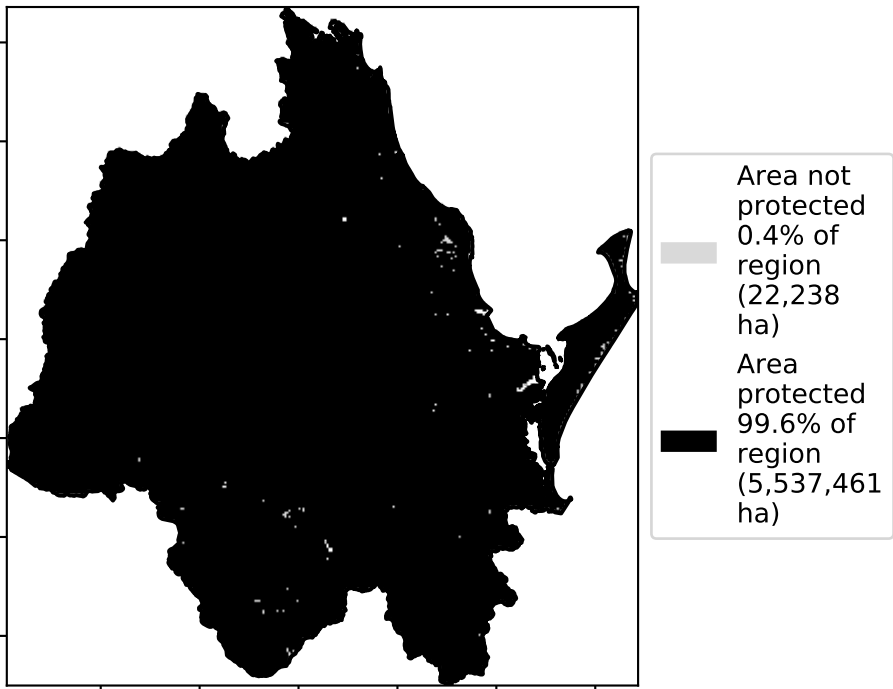 Area not
protected
0.4% of
region
(22,238
ha)
Area
protected
99.6% of
region
(5,537,461
ha)